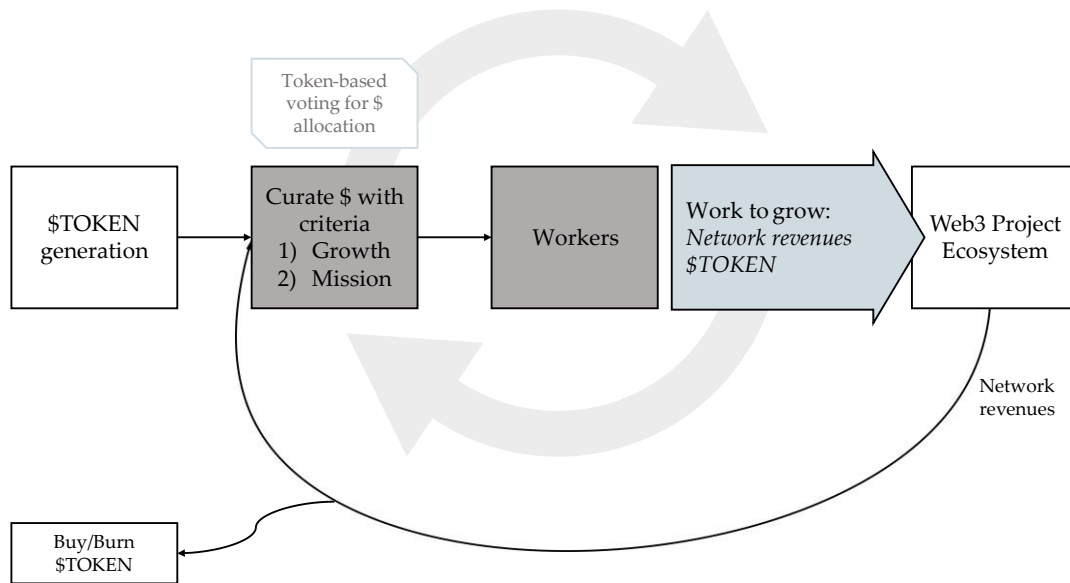 Token-based
voting for $
allocation
$TOKEN
generation
Curate $ with
criteria
1) Growth
2) Mission
Workers
Work to grow:
Network revenues
$TOKEN
Web3 Project
Ecosystem
Network
revenues
Buy/Burn
$TOKEN